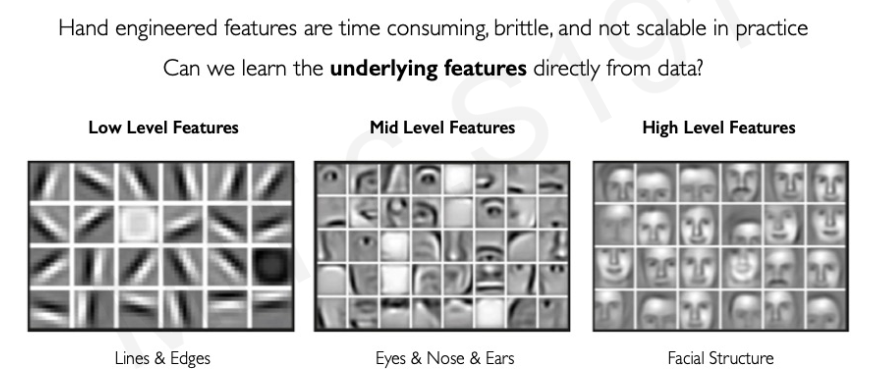 Hand engineered features are time consuming, brittle, and not scalable in practice
Can we learn the underlying features directly from data?
Low Level Features
Mid Level Features
High Level Features
Lines & Edges
Eyes & Nose & Ears
Facial Structure